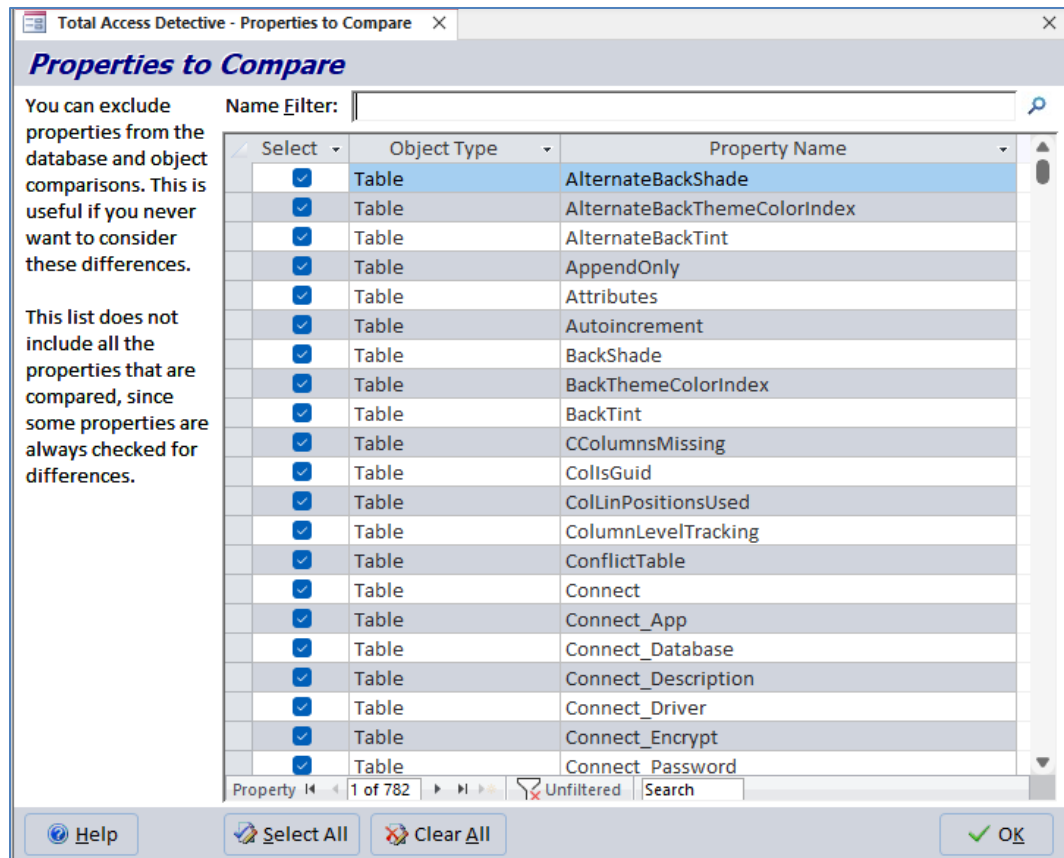 Total Access Detective - Properties to Compare
Properties to Compare
You can exclude
properties from the
database and object
comparisons. This is
useful if you never
want to consider
these differences.
This list does not
include all the
properties that are
compared, since
some properties are
always checked for
differences.
Name Filter:
Select Object Type Property Name
Table AlternateBackShade
Table AlternateBackThemeColorIndex
Table AlternateBackTint
Table AppendOnly
Table Attributes
Table Autoincrement
Table BackShade
Table BackThemeColorIndex
Table BackTint
Table CColumnsMissing
Table ColIsGuid
Table ColLinPositionsUsed
Table ColumnLevelTracking
Table ConflictTable
Table Connect
Table Connect_App
Table Connect_Database
Table Connect_Description
Table Connect_Driver
Table Connect_Encrypt
Table Connect_Password
Property 1 of 782 Unfiltered Search
Help Select All Clear All OK